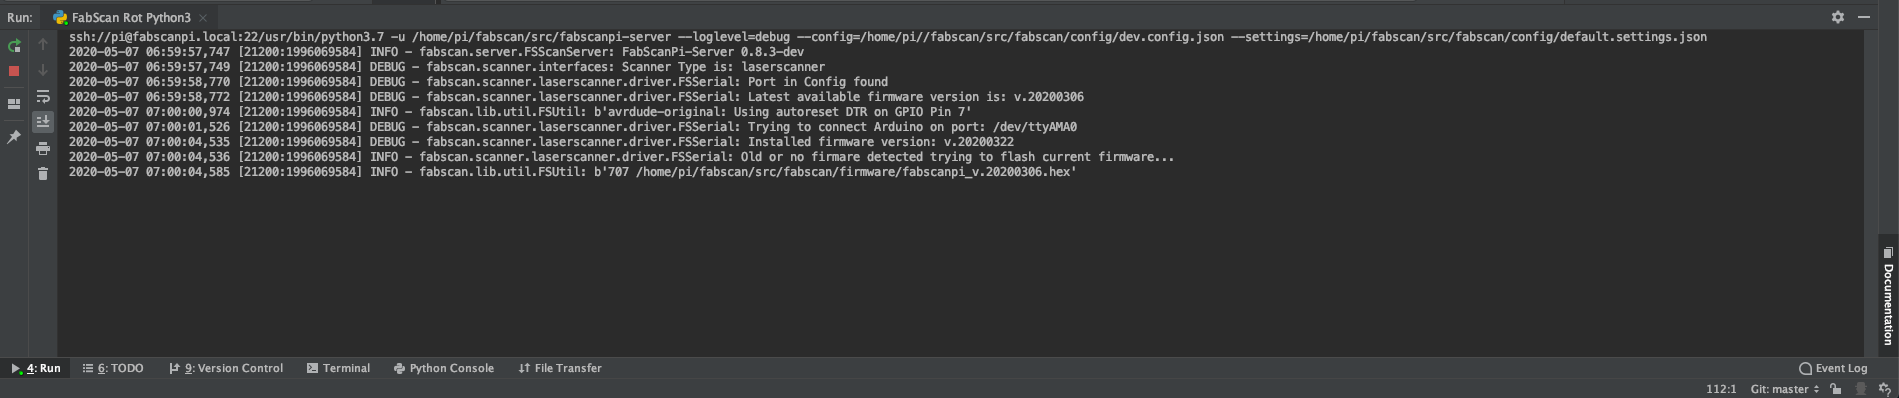 Run: FabScan Rot Python3
ssh://pi@fabscanpi.local:22/usr/bin/python3.7 -u /home/pi/fabscan/src/fabscanpi-server --loglevel=debug --config=/home/pi//fabscan/src/fabscan/config/dev.config.json --settings=/home/pi/fabscan/src/fabscan/config/default.settings.json
2020-05-07 06:59:57,747 [21200:1996069584] INFO - fabscan.server.FSScanServer: FabScanPi-Server 0.8.3-dev
2020-05-07 06:59:57,749 [21200:1996069584] DEBUG - fabscan.scanner.interfaces: Scanner Type is: laserscanner
2020-05-07 06:59:58,770 [21200:1996069584] DEBUG - fabscan.scanner.laserscanner.driver.FSSerial: Port in Config found
2020-05-07 06:59:58,772 [21200:1996069584] DEBUG - fabscan.scanner.laserscanner.driver.FSSerial: Latest available firmware version is: v.20200306
2020-05-07 07:00:00,974 [21200:1996069584] INFO - fabscan.lib.util.FSUtil: b'avrdude-original: Using autoreset DTR on GPIO Pin 7'
2020-05-07 07:00:01,526 [21200:1996069584] DEBUG - fabscan.scanner.laserscanner.driver.FSSerial: Trying to connect Arduino on port: /dev/ttyAMA0
2020-05-07 07:00:04,535 [21200:1996069584] DEBUG - fabscan.scanner.laserscanner.driver.FSSerial: Installed firmware version: v.20200322
2020-05-07 07:00:04,536 [21200:1996069584] INFO - fabscan.scanner.laserscanner.driver.FSSerial: Old or no firmare detected trying to flash current firmware...
2020-05-07 07:00:04,585 [21200:1996069584] INFO - fabscan.lib.util.FSUtil: b'707 /home/pi/fabscan/src/fabscan/firmware/fabscanpi_v.20200306.hex'
Documentation
4: Run 6: TODO 9: Version Control Terminal Python Console File Transfer Event Log
112:1 Git: master